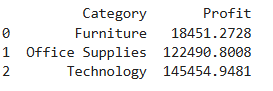 Category Profit
0 Furniture 18451.2728
1 Office Supplies 122490.8008
2 Technology 145454.9481